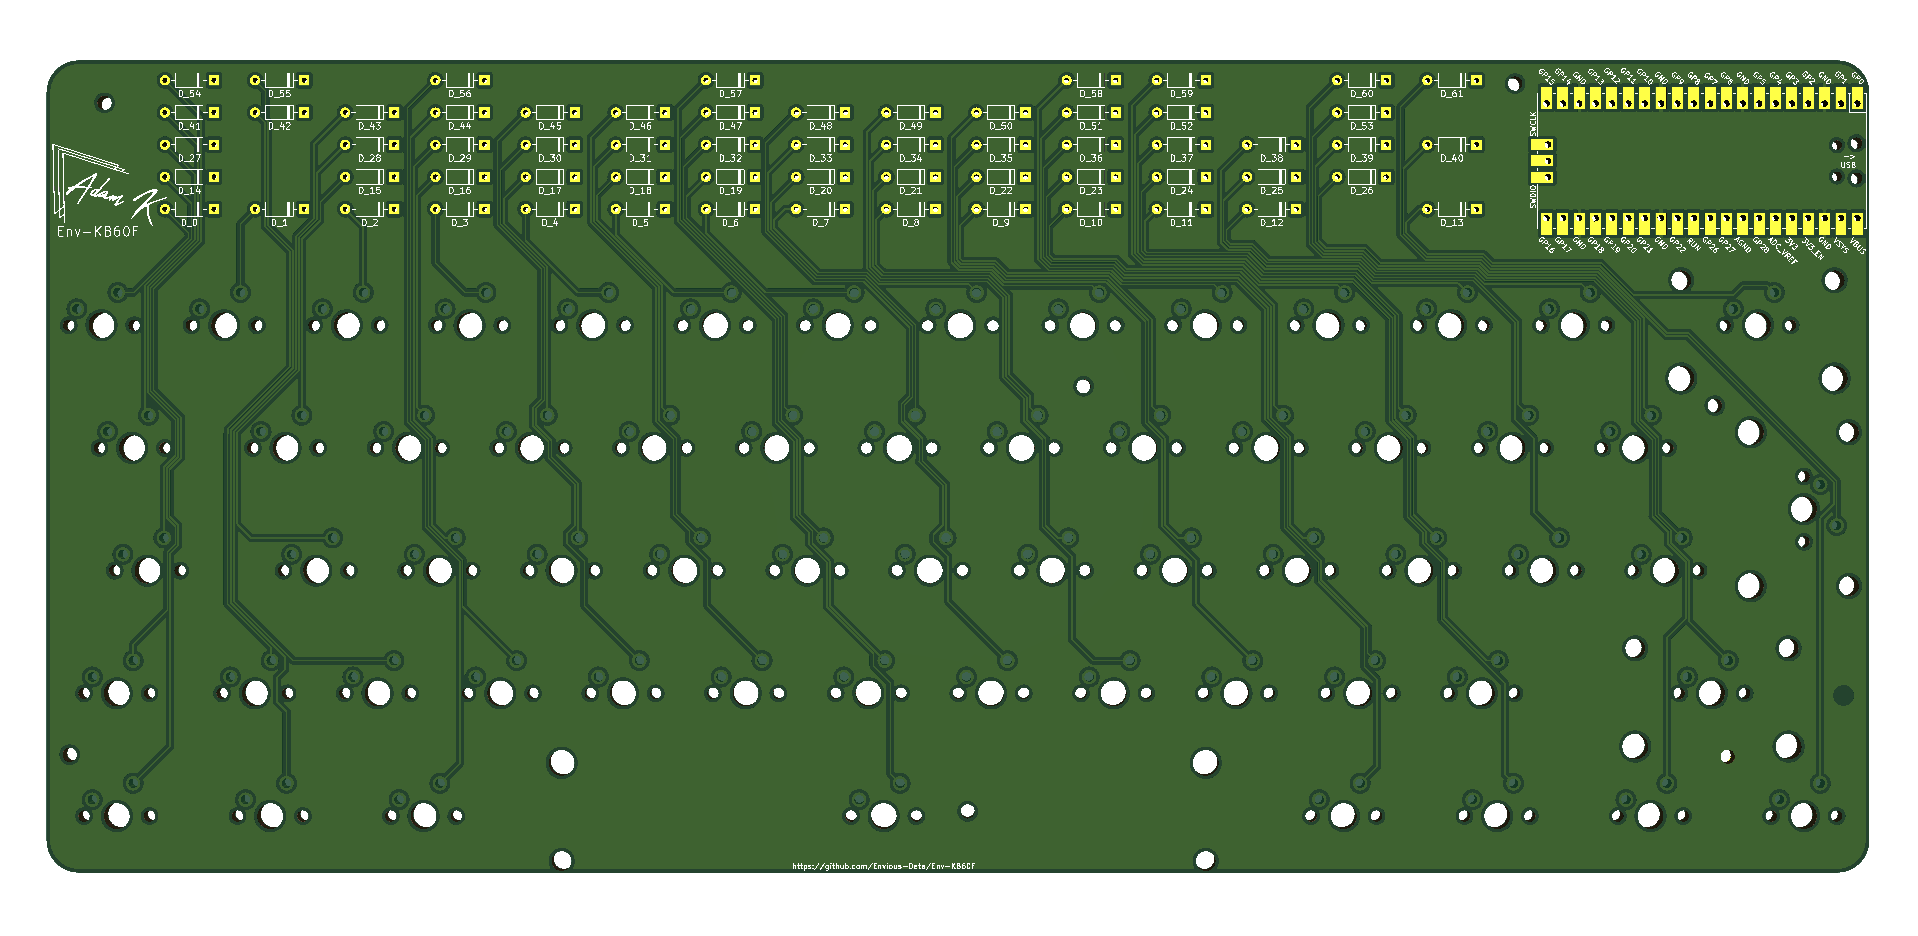 D_54 D_55 D_56 D_57 D_58 D_59 D_60 D_61
D_41 D_42 D_43 D_44 D_45 D_46 D_47 D_48 D_49 D_50 D_51 D_52 D_53
D_27 D_28 D_29 D_30 D_31 D_32 D_33 D_34 D_35 D_36 D_37 D_38 D_39 D_40
D_14 D_15 D_16 D_17 D_18 D_19 D_20 D_21 D_22 D_23 D_24 D_25 D_26
D_0 D_1 D_2 D_3 D_4 D_5 D_6 D_7 D_8 D_9 D_10 D_11 D_12 D_13
Adam K
Env-KB60F
GP15 GP14 GND GP13 GP12 GP11 GP10 GND GP9 GP8 GP7 GP6 GND GP5 GP4 GP3 GP2 GND GP1 GP0
SWCLK
->
USB
SWDIO
GP16 GP17 GND GP18 GP19 GP20 GP21 GND GP22 RUN GP26 GP27 AGND GP28 ADC_VREF 3V3 3V3_EN GND VSYS VBUS
https://github.com/Envious-Data/Env-KB60F